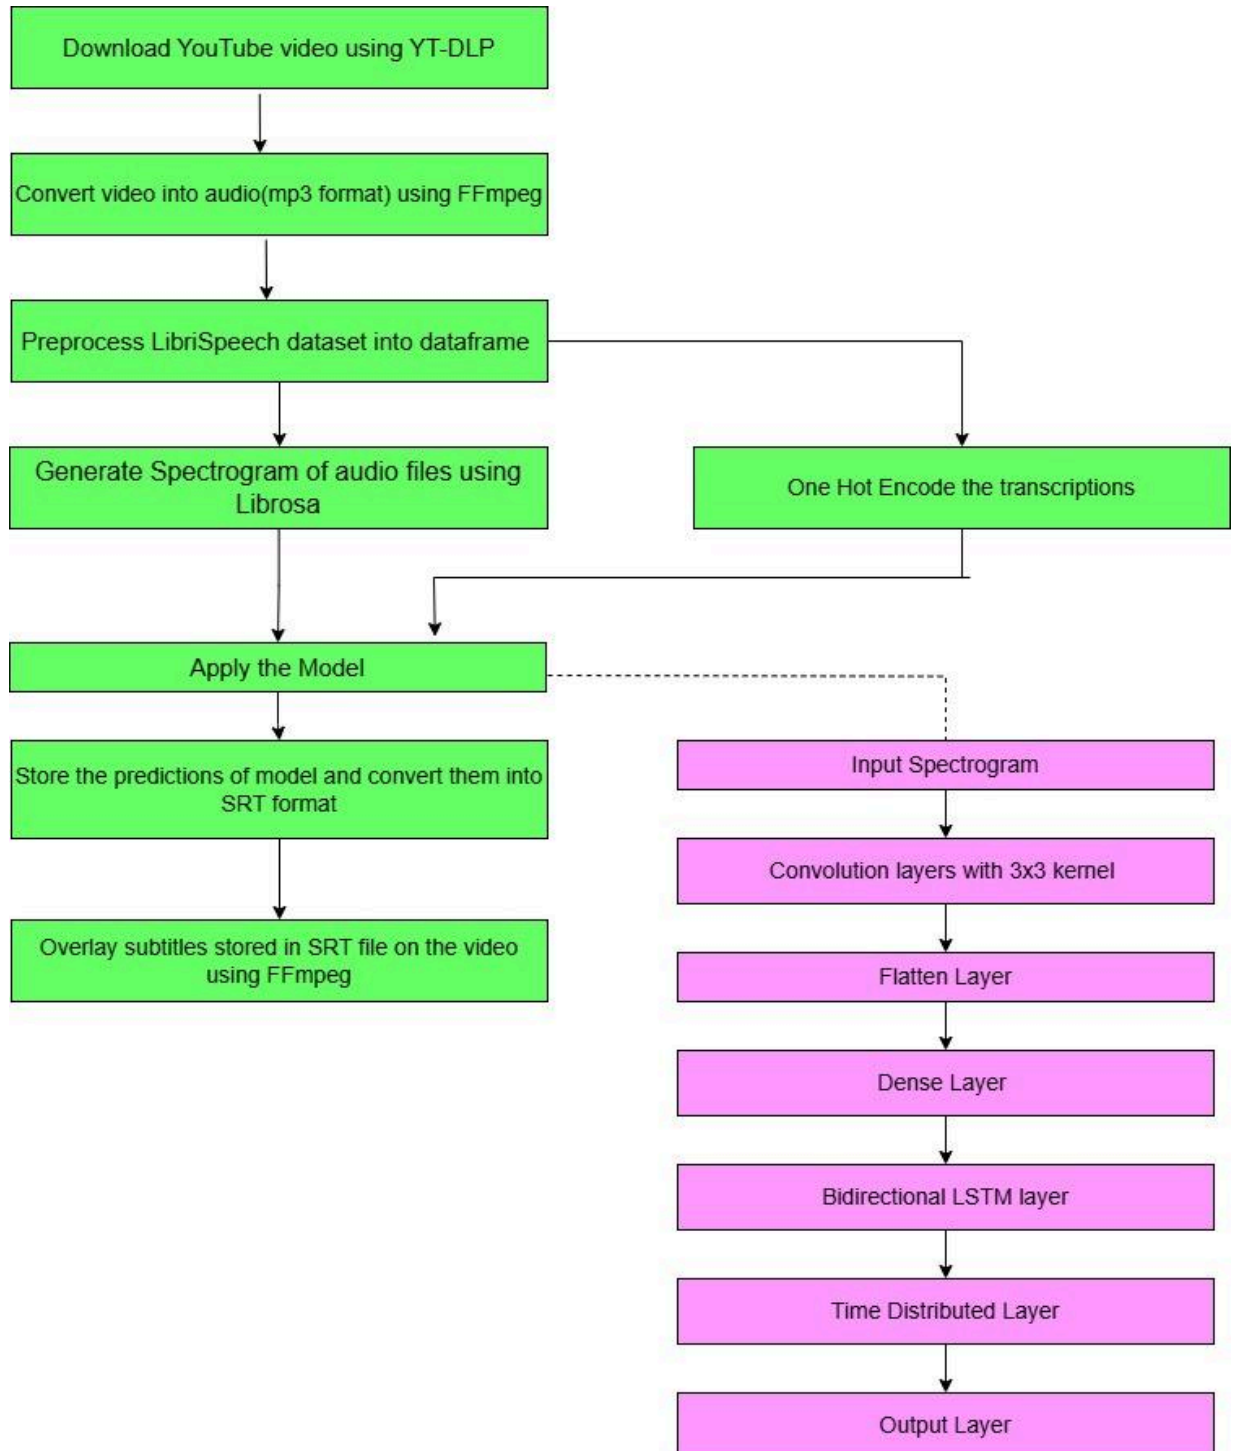 Download YouTube video using YT-DLP
Convert video into audio(mp3 format) using FFmpeg
Preprocess LibriSpeech dataset into dataframe
Generate Spectrogram of audio files using
Librosa
One Hot Encode the transcriptions
Apply the Model
Store the predictions of model and convert them into
SRT format
Overlay subtitles stored in SRT file on the video
using FFmpeg
Input Spectrogram
Convolution layers with 3x3 kernel
Flatten Layer
Dense Layer
Bidirectional LSTM layer
Time Distributed Layer
Output Layer